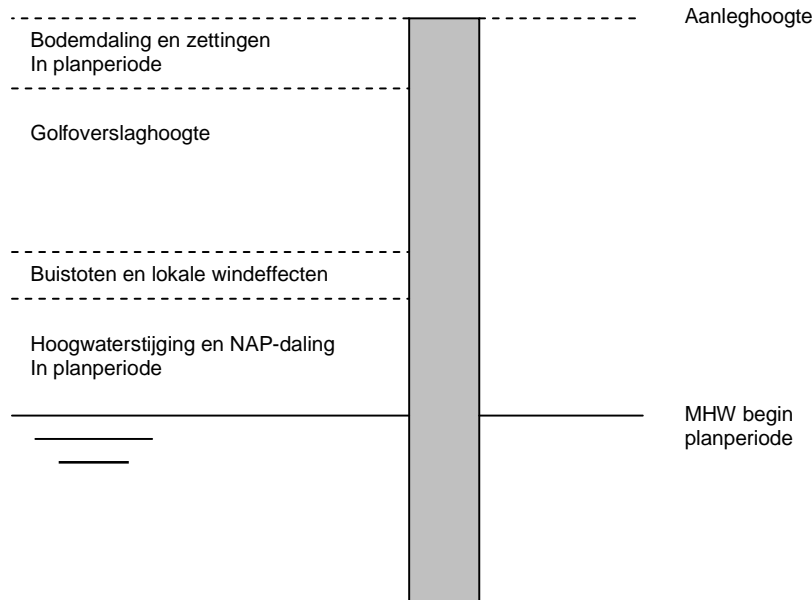 Aanleghoogte
Bodemdaling en zettingen
In planperiode
Golfoverslaghoogte
Buistoten en lokale windeffecten
Hoogwaterstijging en NAP-daling
In planperiode
MHW begin
planperiode